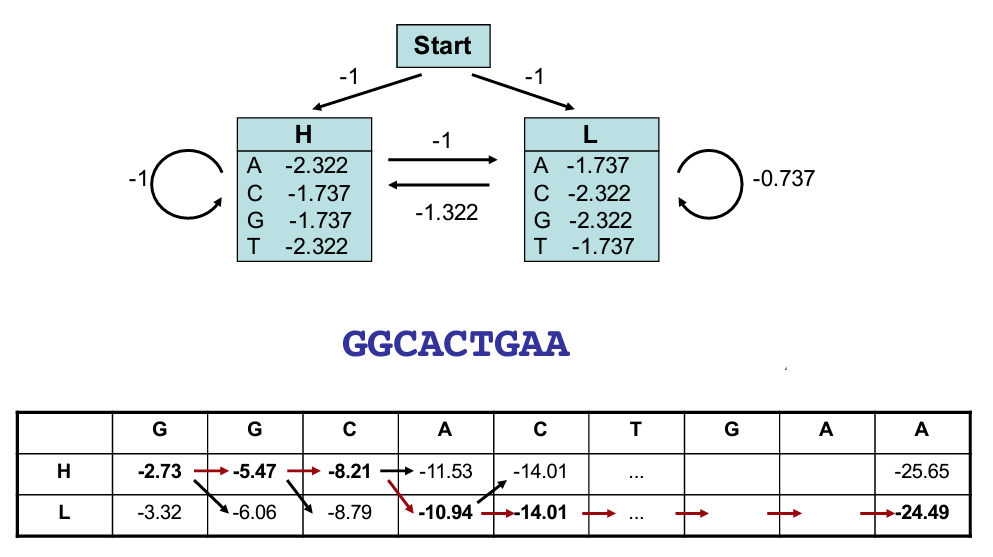 Start
-1 -1
H L
-1
A -2.322 A -1.737
-1 C -1.737 C -2.322 -0.737
G -1.737 -1.322 G -2.322
T -2.322 T -1.737
GGCACTGAA
G G C A C T G A A
H -2.73 -5.47 -8.21 -11.53 -14.01 ... -25.65
L -3.32 -6.06 -8.79 -10.94 -14.01 ... -24.49